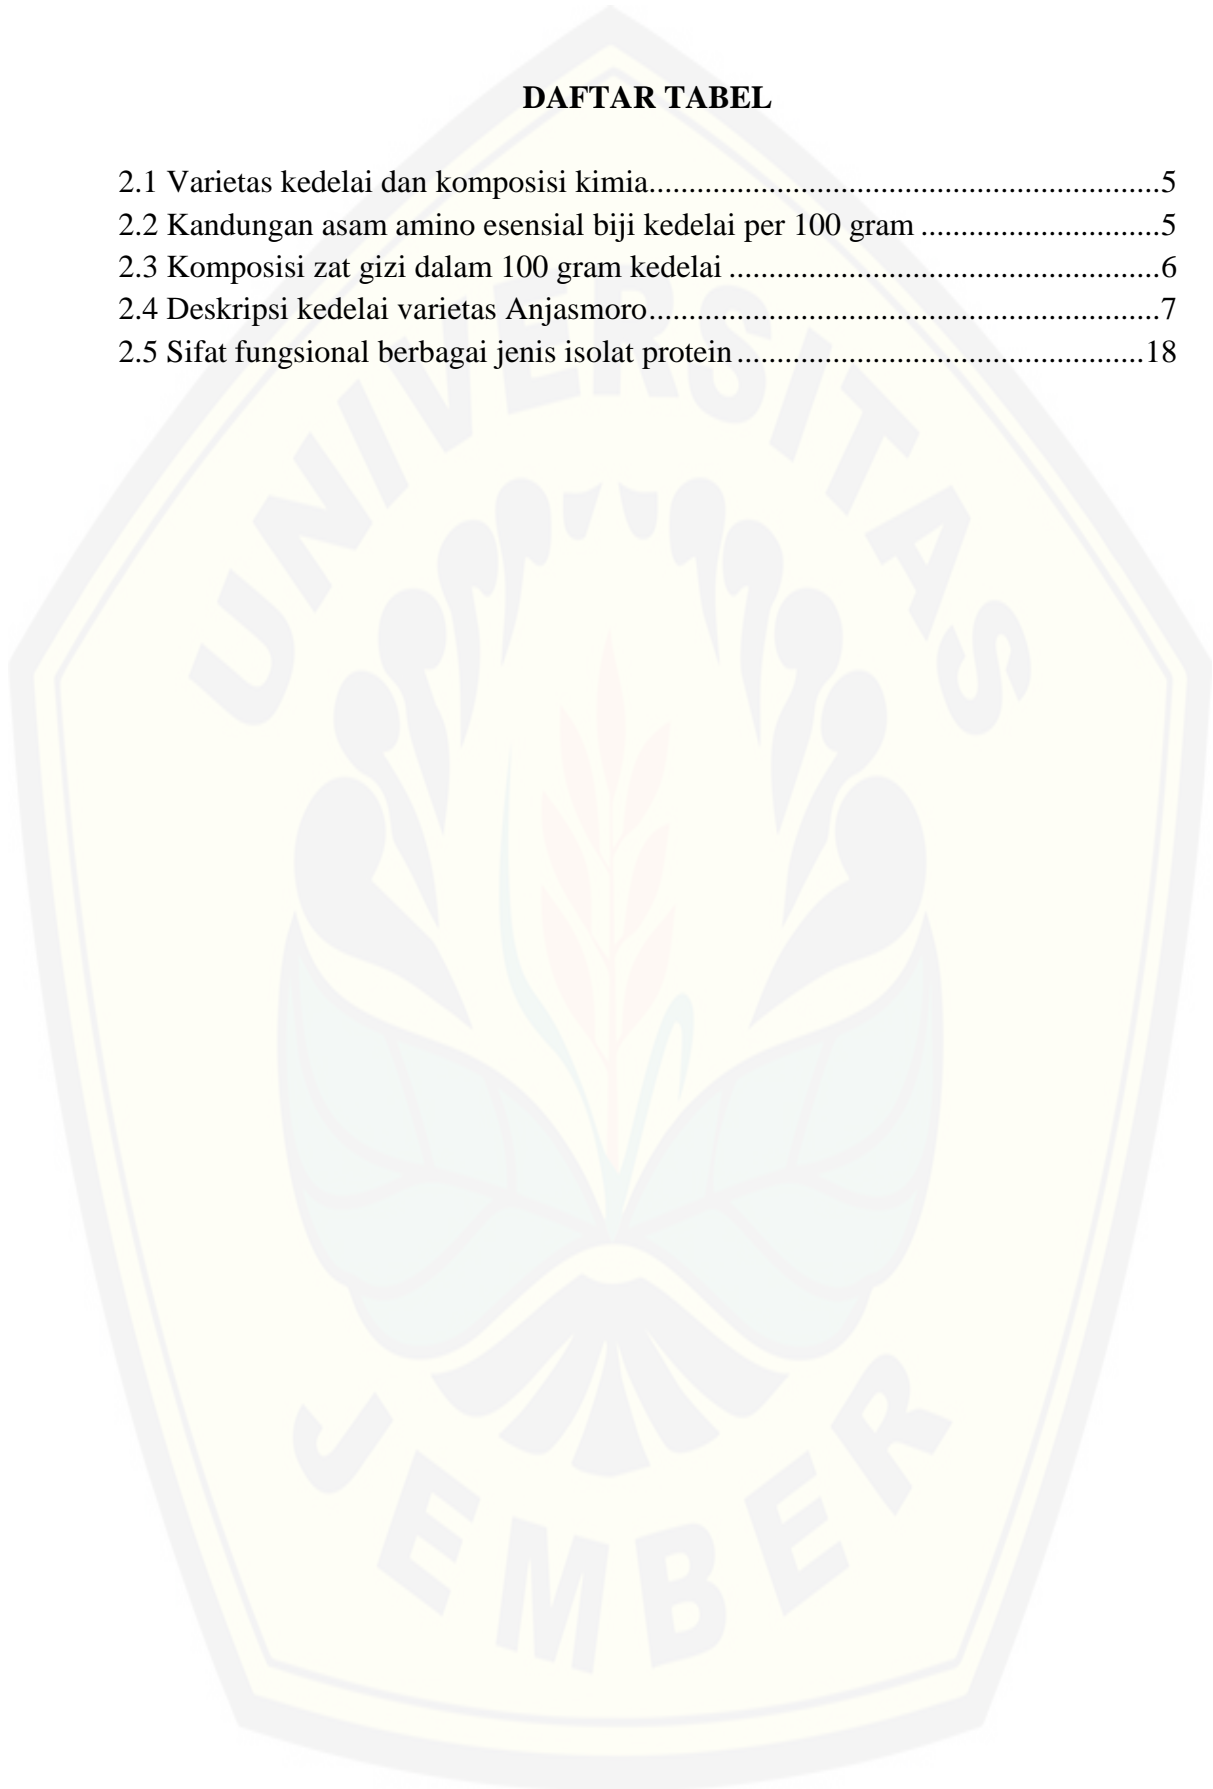 DAFTAR TABEL
2.1 Varietas kedelai dan komposisi kimia................................................................5
2.2 Kandungan asam amino esensial biji kedelai per 100 gram ..............................5
2.3 Komposisi zat gizi dalam 100 gram kedelai ......................................................6
2.4 Deskripsi kedelai varietas Anjasmoro................................................................7
2.5 Sifat fungsional berbagai jenis isolat protein ...................................................18
UNIVERSITAS
JEMBER